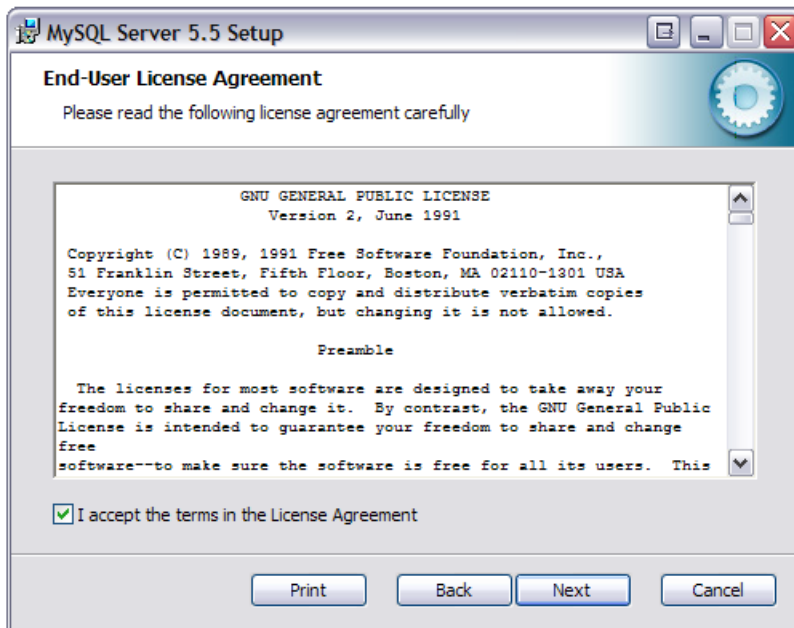 MySQL Server 5.5 Setup
End-User License Agreement
Please read the following license agreement carefully
GNU GENERAL PUBLIC LICENSE
Version 2, June 1991
Copyright (C) 1989, 1991 Free Software Foundation, Inc.,
51 Franklin Street, Fifth Floor, Boston, MA 02110-1301 USA
Everyone is permitted to copy and distribute verbatim copies
of this license document, but changing it is not allowed.
Preamble
The licenses for most software are designed to take away your
freedom to share and change it. By contrast, the GNU General Public
License is intended to guarantee your freedom to share and change
free
software--to make sure the software is free for all its users. This
I accept the terms in the License Agreement
Print Back Next Cancel